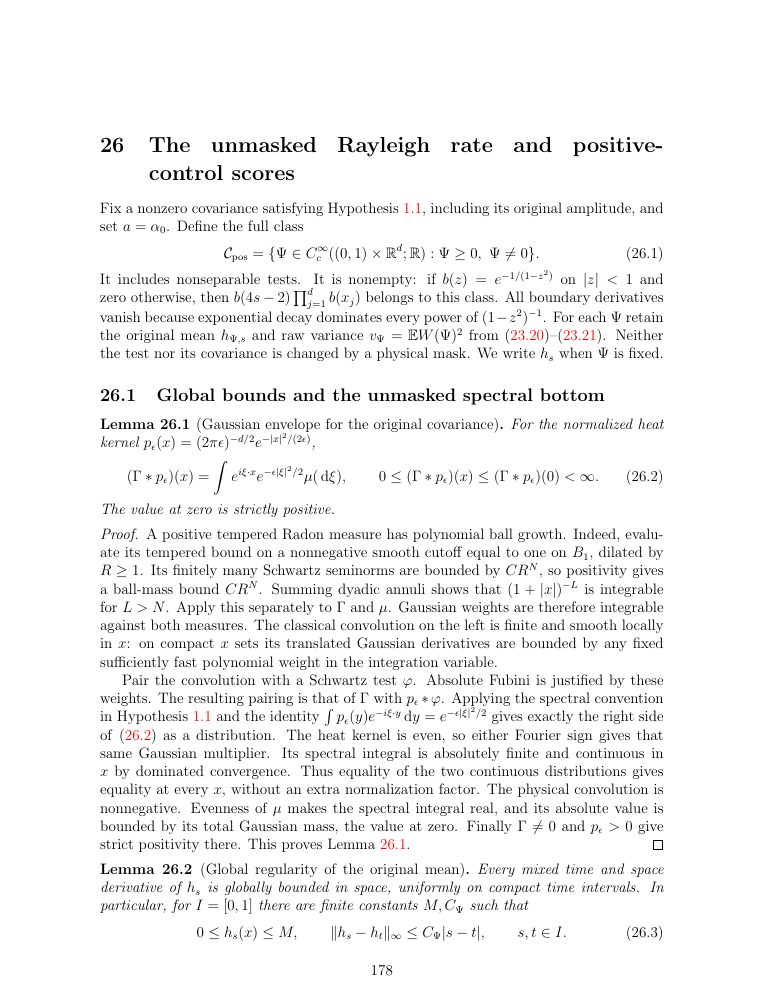 26 The unmasked Rayleigh rate and positive-
control scores
Fix a nonzero covariance satisfying Hypothesis 1.1, including its original amplitude, and
set a = α₀. Define the full class
𝒞_pos = {Ψ ∈ C_c^∞((0, 1) × ℝ^d; ℝ) : Ψ ≥ 0, Ψ ≠ 0}. (26.1)
It includes nonseparable tests. It is nonempty: if b(z) = e^{−1/(1−z²)} on |z| < 1 and
zero otherwise, then b(4s − 2) ∏_{j=1}^d b(x_j) belongs to this class. All boundary derivatives
vanish because exponential decay dominates every power of (1−z²)^{−1}. For each Ψ retain
the original mean h_{Ψ,s} and raw variance v_Ψ = 𝔼W(Ψ)² from (23.20)–(23.21). Neither
the test nor its covariance is changed by a physical mask. We write h_s when Ψ is fixed.
26.1 Global bounds and the unmasked spectral bottom
Lemma 26.1 (Gaussian envelope for the original covariance). For the normalized heat
kernel p_ϵ(x) = (2πϵ)^{−d/2}e^{−|x|²/(2ϵ)},
(Γ ∗ p_ϵ)(x) = ∫ e^{iξ·x}e^{−ϵ|ξ|²/2}μ(dξ), 0 ≤ (Γ ∗ p_ϵ)(x) ≤ (Γ ∗ p_ϵ)(0) < ∞. (26.2)
The value at zero is strictly positive.
Proof. A positive tempered Radon measure has polynomial ball growth. Indeed, evalu-
ate its tempered bound on a nonnegative smooth cutoff equal to one on B₁, dilated by
R ≥ 1. Its finitely many Schwartz seminorms are bounded by CR^N, so positivity gives
a ball-mass bound CR^N. Summing dyadic annuli shows that (1 + |x|)^{−L} is integrable
for L > N. Apply this separately to Γ and μ. Gaussian weights are therefore integrable
against both measures. The classical convolution on the left is finite and smooth locally
in x: on compact x sets its translated Gaussian derivatives are bounded by any fixed
sufficiently fast polynomial weight in the integration variable.
Pair the convolution with a Schwartz test φ. Absolute Fubini is justified by these
weights. The resulting pairing is that of Γ with p_ϵ ∗ φ. Applying the spectral convention
in Hypothesis 1.1 and the identity ∫ p_ϵ(y)e^{−iξ·y} dy = e^{−ϵ|ξ|²/2} gives exactly the right side
of (26.2) as a distribution. The heat kernel is even, so either Fourier sign gives that
same Gaussian multiplier. Its spectral integral is absolutely finite and continuous in
x by dominated convergence. Thus equality of the two continuous distributions gives
equality at every x, without an extra normalization factor. The physical convolution is
nonnegative. Evenness of μ makes the spectral integral real, and its absolute value is
bounded by its total Gaussian mass, the value at zero. Finally Γ ≠ 0 and p_ϵ > 0 give
strict positivity there. This proves Lemma 26.1. □
Lemma 26.2 (Global regularity of the original mean). Every mixed time and space
derivative of h_s is globally bounded in space, uniformly on compact time intervals. In
particular, for I = [0, 1] there are finite constants M, C_Ψ such that
0 ≤ h_s(x) ≤ M, ‖h_s − h_t‖_∞ ≤ C_Ψ|s − t|, s, t ∈ I. (26.3)
178